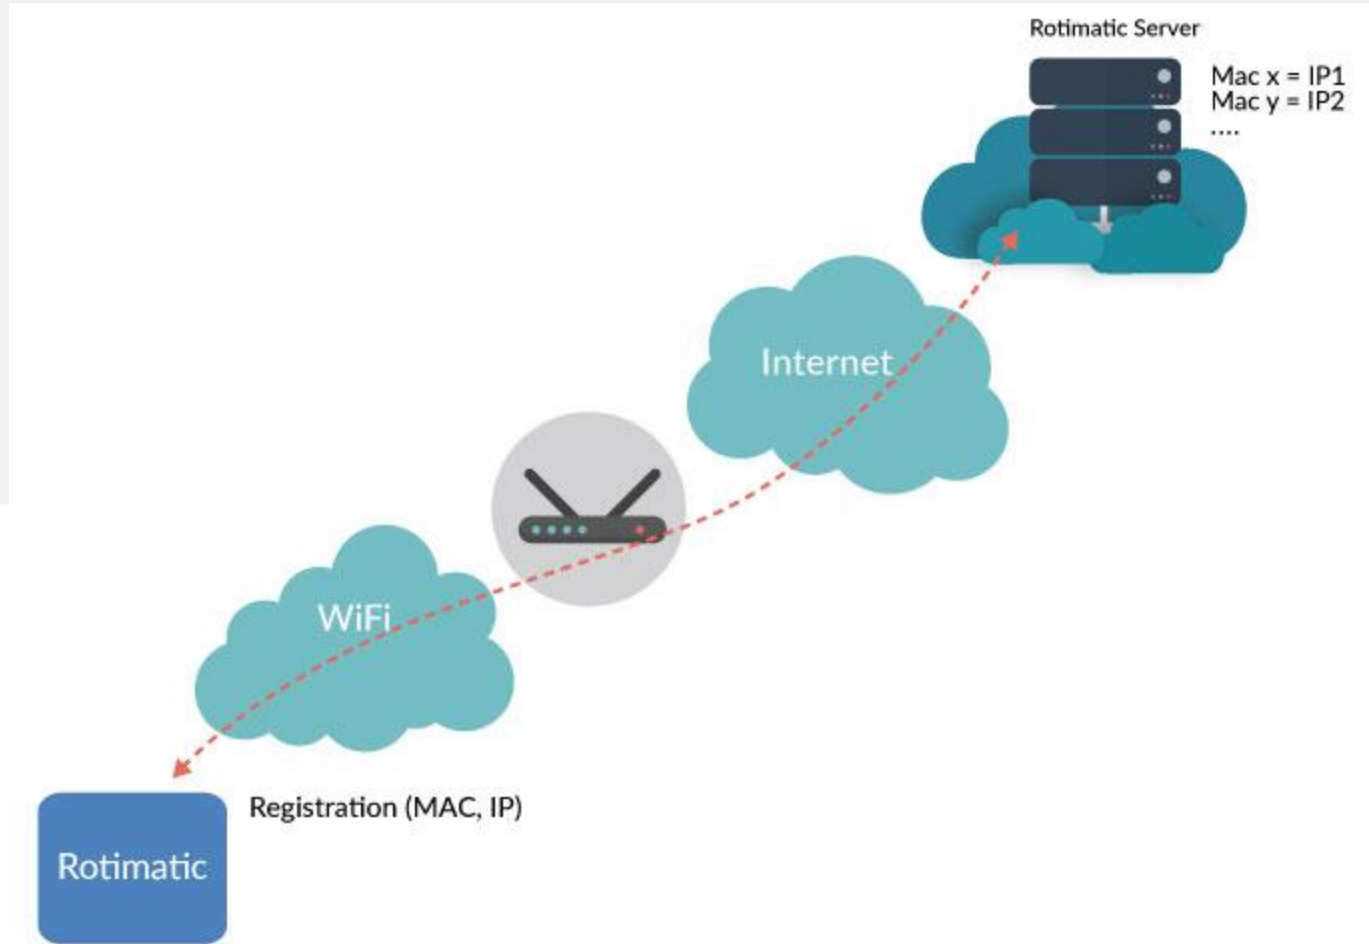 Rotimatic Server
Mac x = IP1
Mac y = IP2
....
Internet
WiFi
Registration (MAC, IP)
Rotimatic